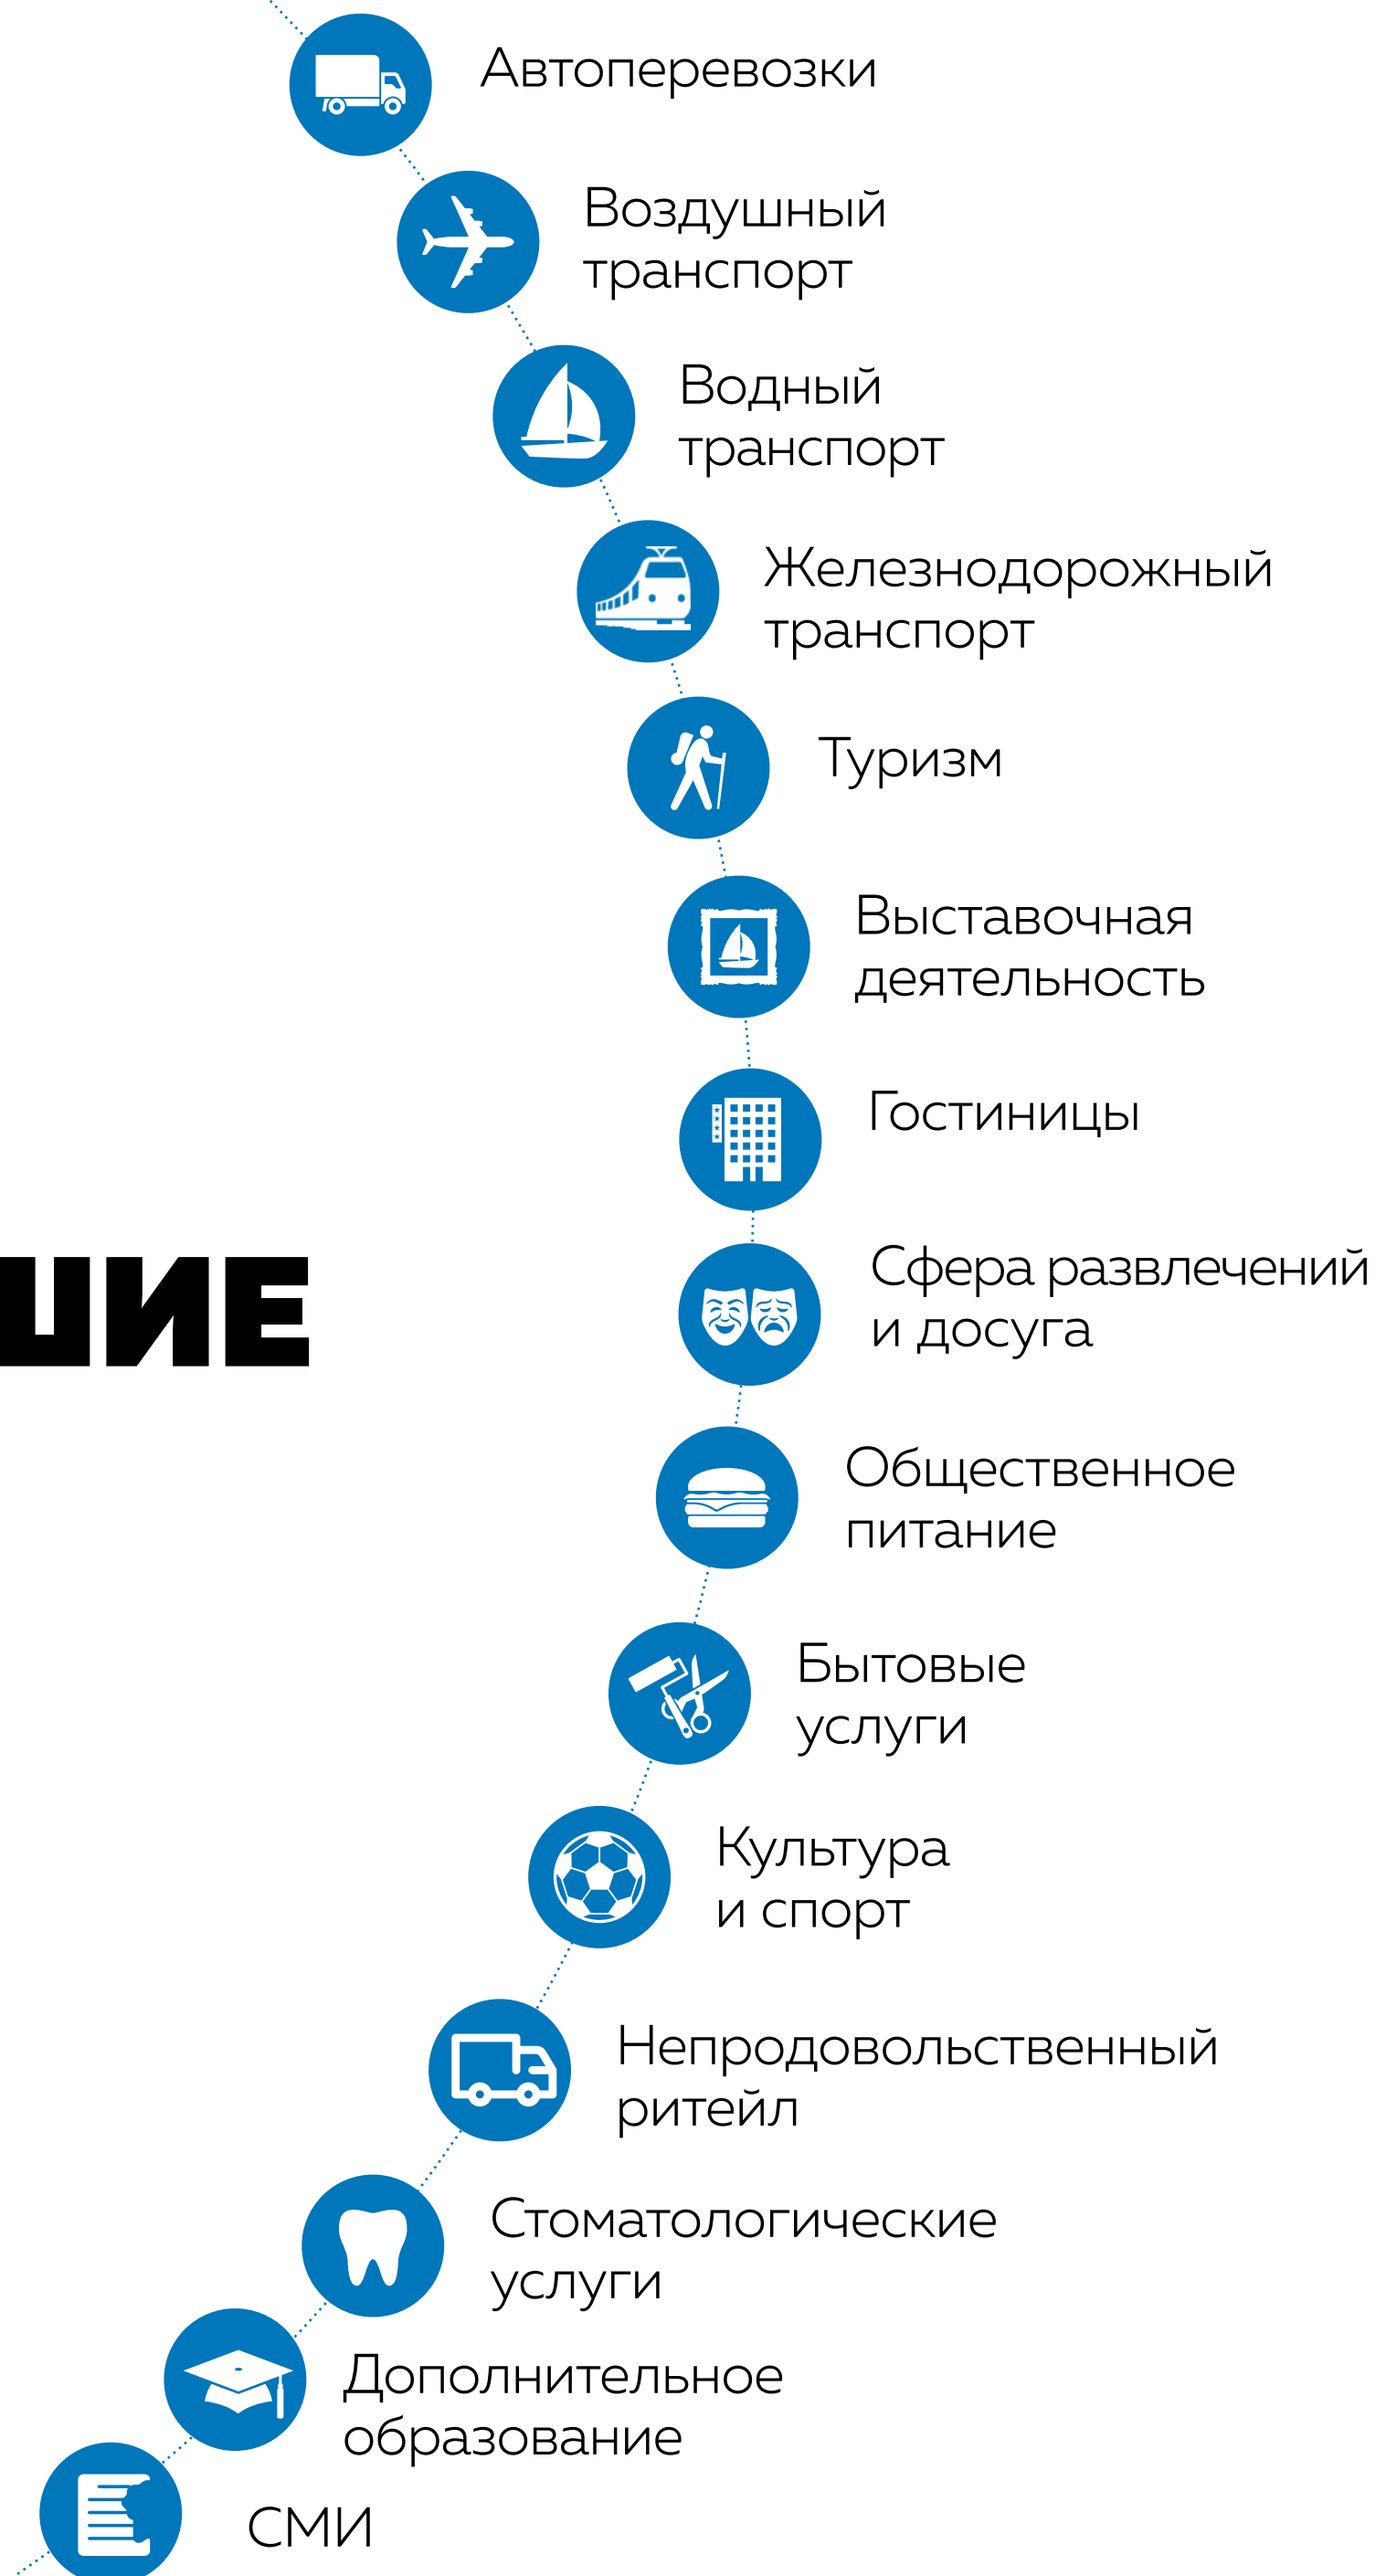 Автоперевозки
Воздушный
транспорт
Водный
транспорт
Железнодорожный
транспорт
Туризм
Выставочная
деятельность
Гостиницы
Сфера развлечений
и досуга
Общественное
питание
Бытовые
услуги
Культура
и спорт
Непродовольственный
ритейл
Стоматологические
услуги
Дополнительное
образование
СМИ